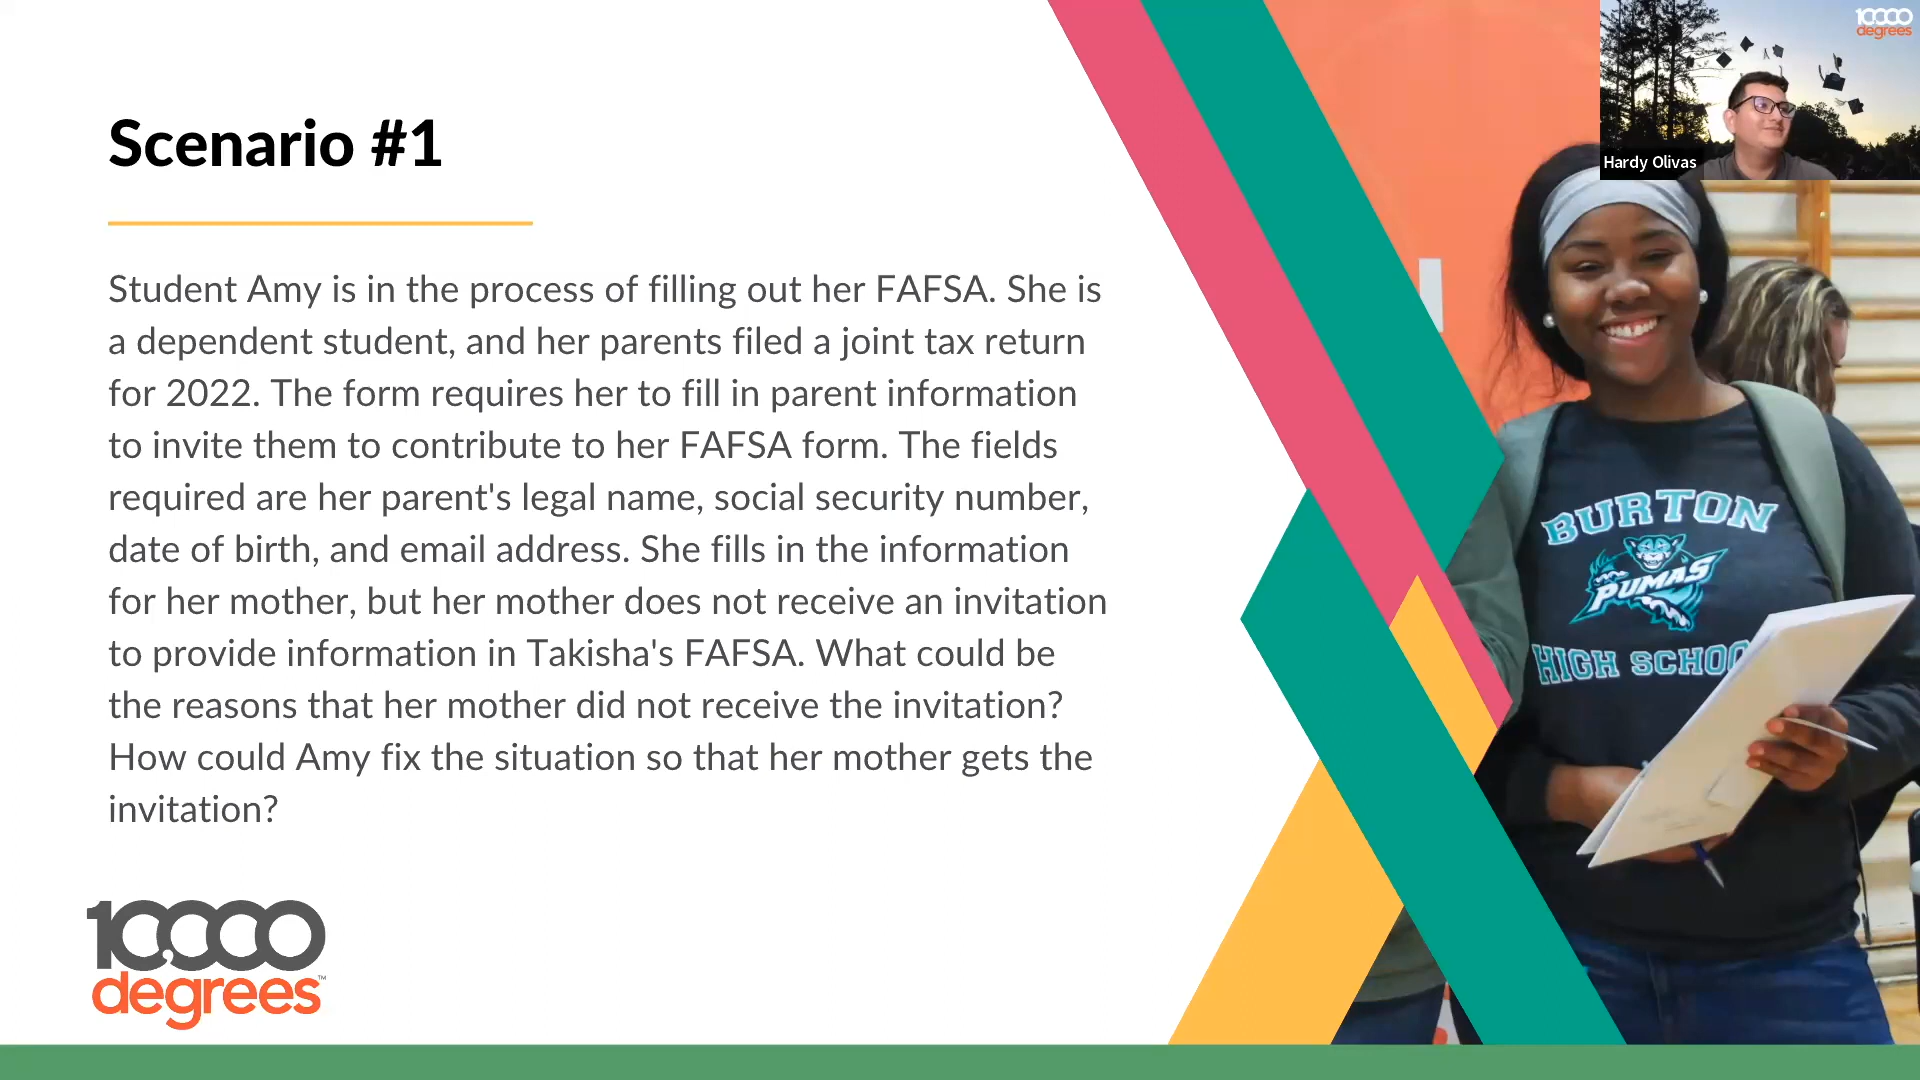 Scenario #1
Student Amy is in the process of filling out her FAFSA. She is
a dependent student, and her parents filed a joint tax return
for 2022. The form requires her to fill in parent information
to invite them to contribute to her FAFSA form. The fields
required are her parent's legal name, social security number,
date of birth, and email address. She fills in the information
for her mother, but her mother does not receive an invitation
to provide information in Takisha's FAFSA. What could be
the reasons that her mother did not receive the invitation?
How could Amy fix the situation so that her mother gets the
invitation?
10,000
degrees™
10,000
degrees
Hardy Olivas
BURTON
PUMAS
HIGH SCHOO